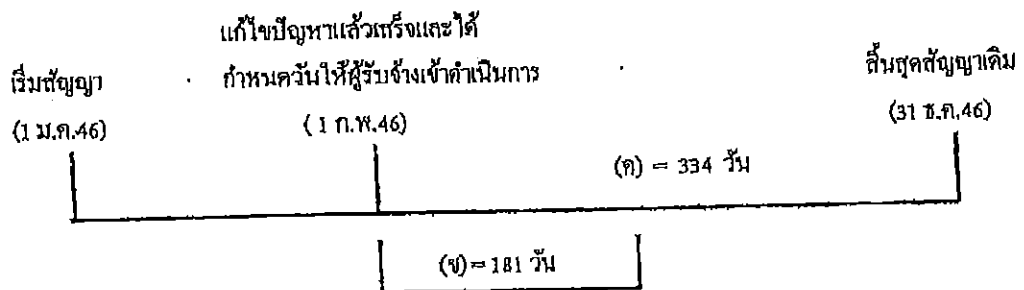 แก้ไขปัญหาแล้วเสร็จและได้
เริ่มสัญญา กำหนดวันให้ผู้รับจ้างเข้าดำเนินการ สิ้นสุดสัญญาเดิม
(1 ม.ค.46) (1 ก.พ.46) (31 ธ.ค.46)
(ค) = 334 วัน
(ข) = 181 วัน